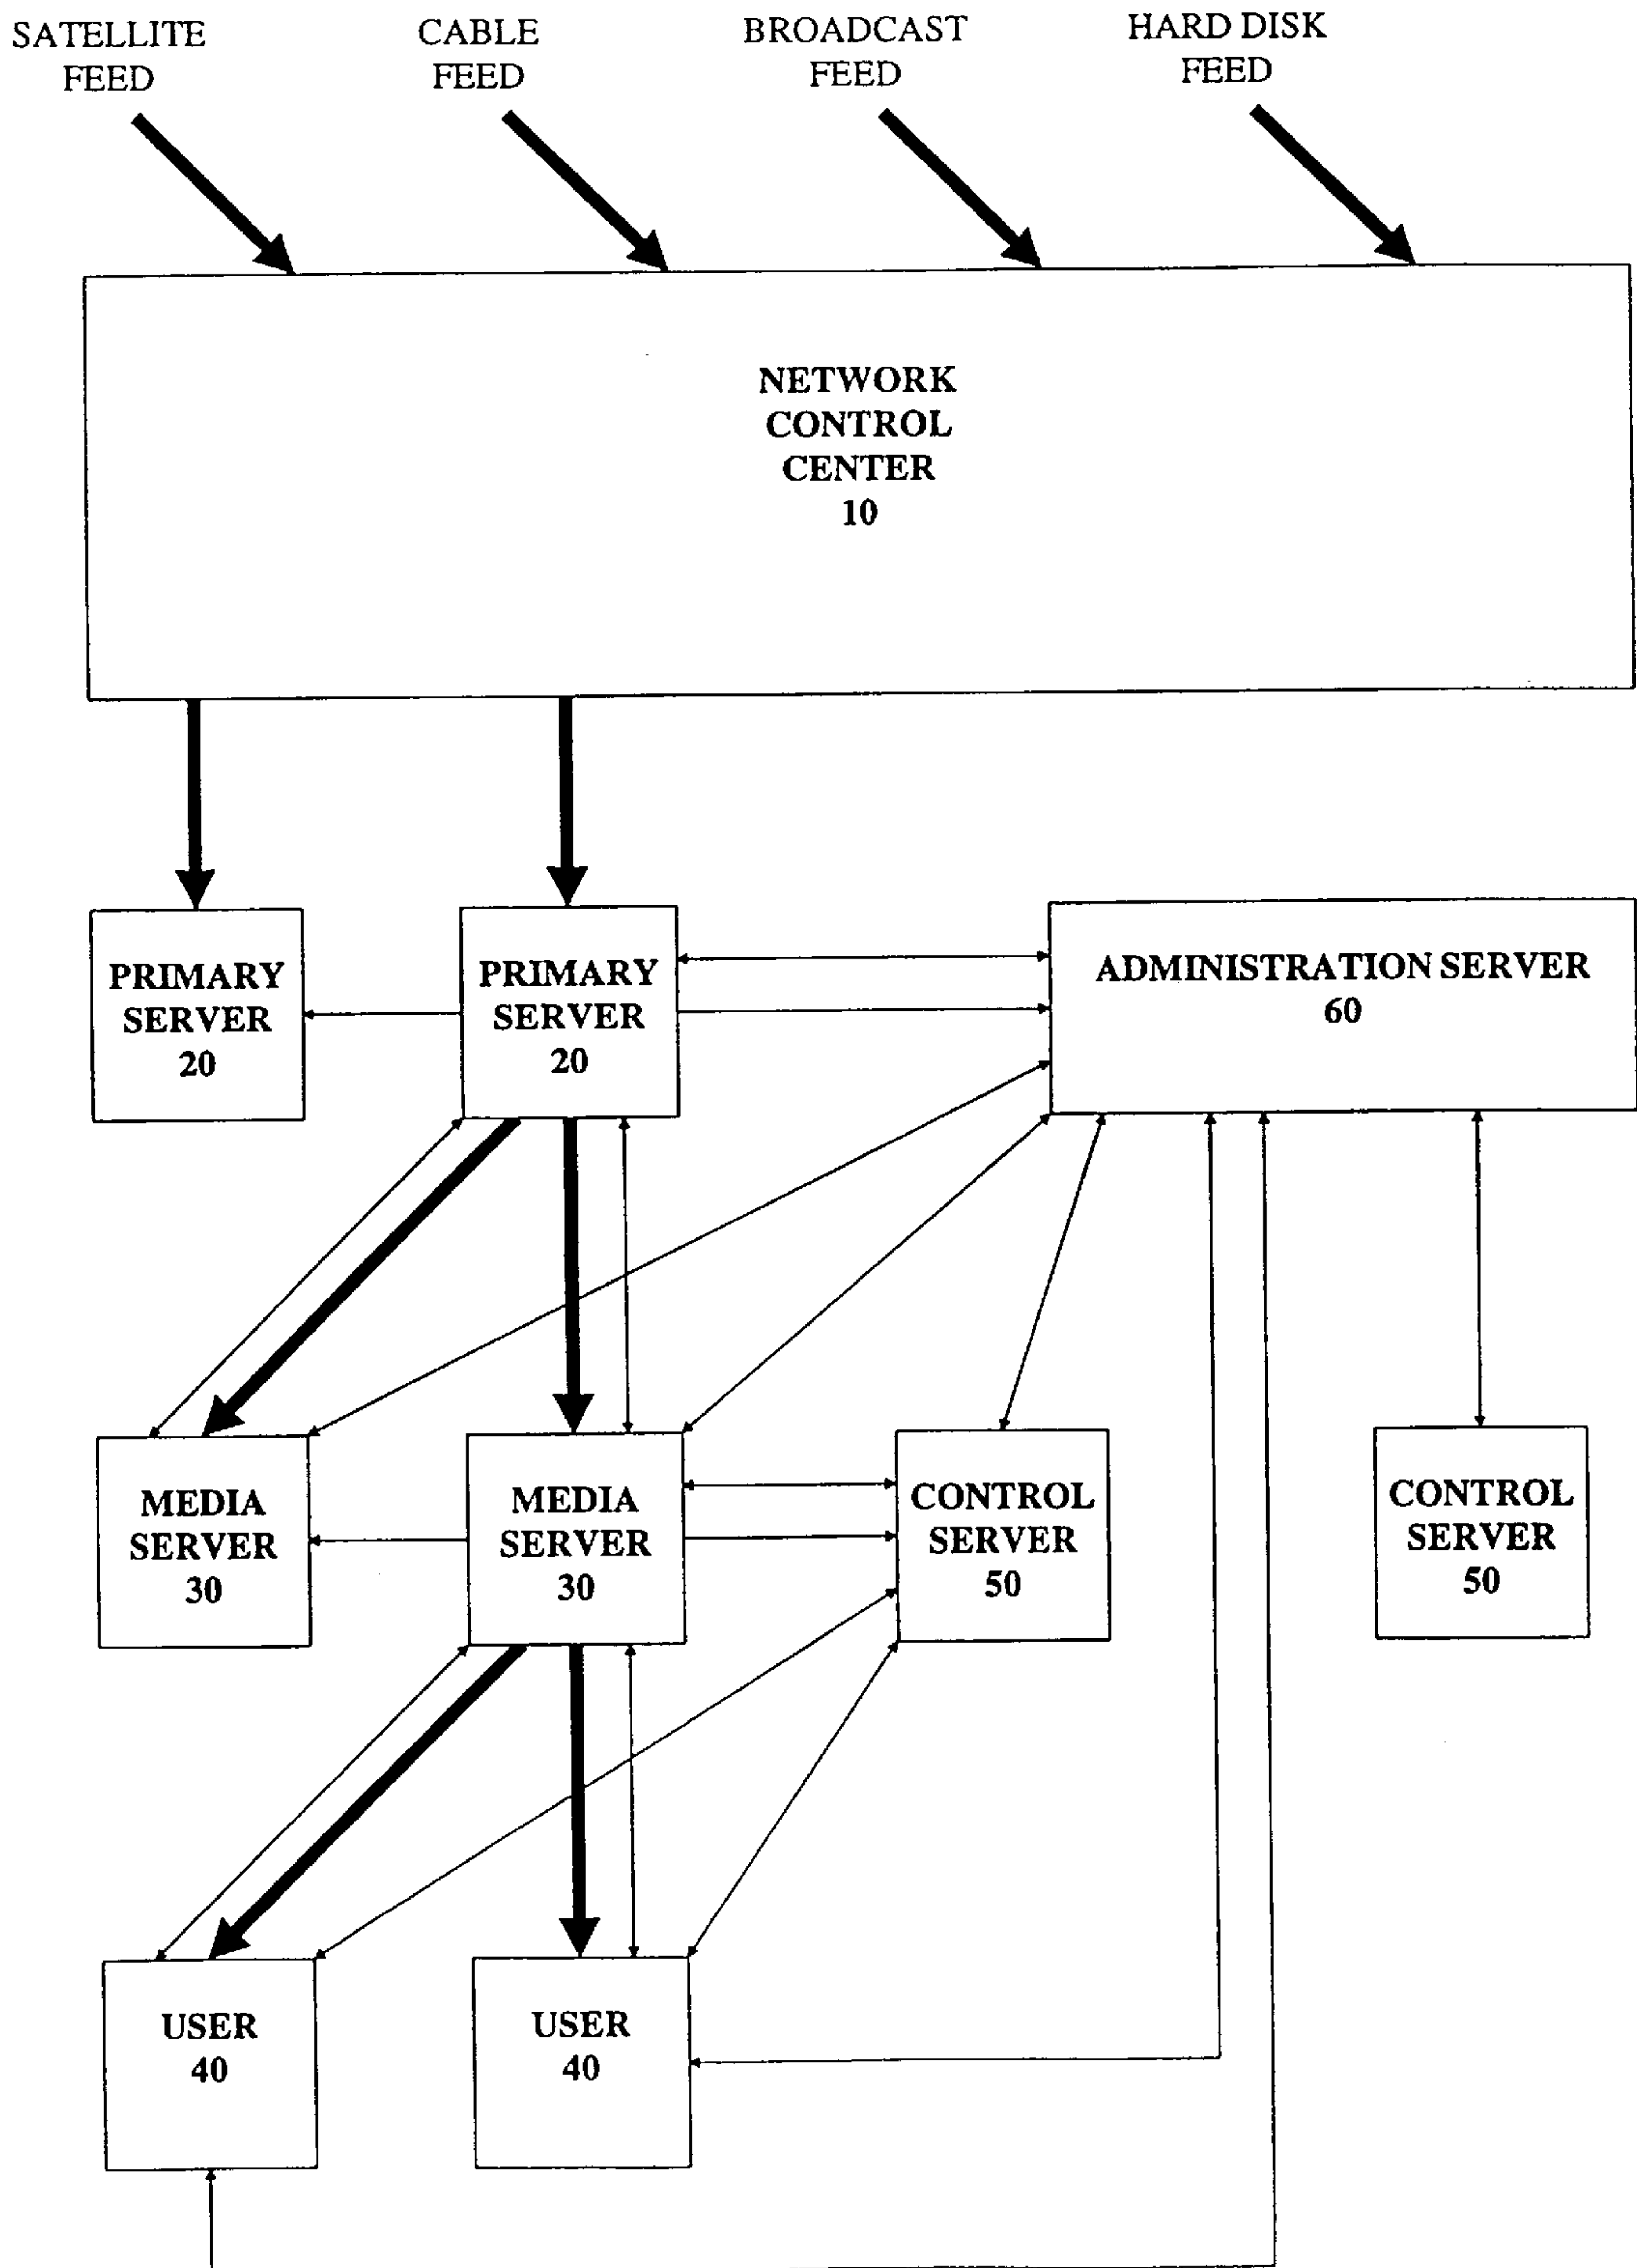 SATELLITE
FEED
CABLE
FEED
BROADCAST
FEED
HARD DISK
FEED
NETWORK
CONTROL
CENTER
10
PRIMARY
SERVER
20
PRIMARY
SERVER
20
ADMINISTRATION SERVER
60
MEDIA
SERVER
30
MEDIA
SERVER
30
CONTROL
SERVER
50
CONTROL
SERVER
50
USER
40
USER
40